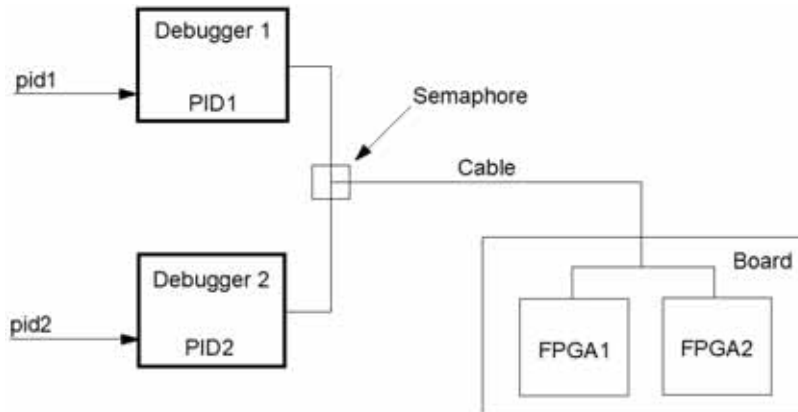 Debugger 1
pid1
PID1
Semaphore
Cable
Board
Debugger 2
pid2
PID2
FPGA1
FPGA2